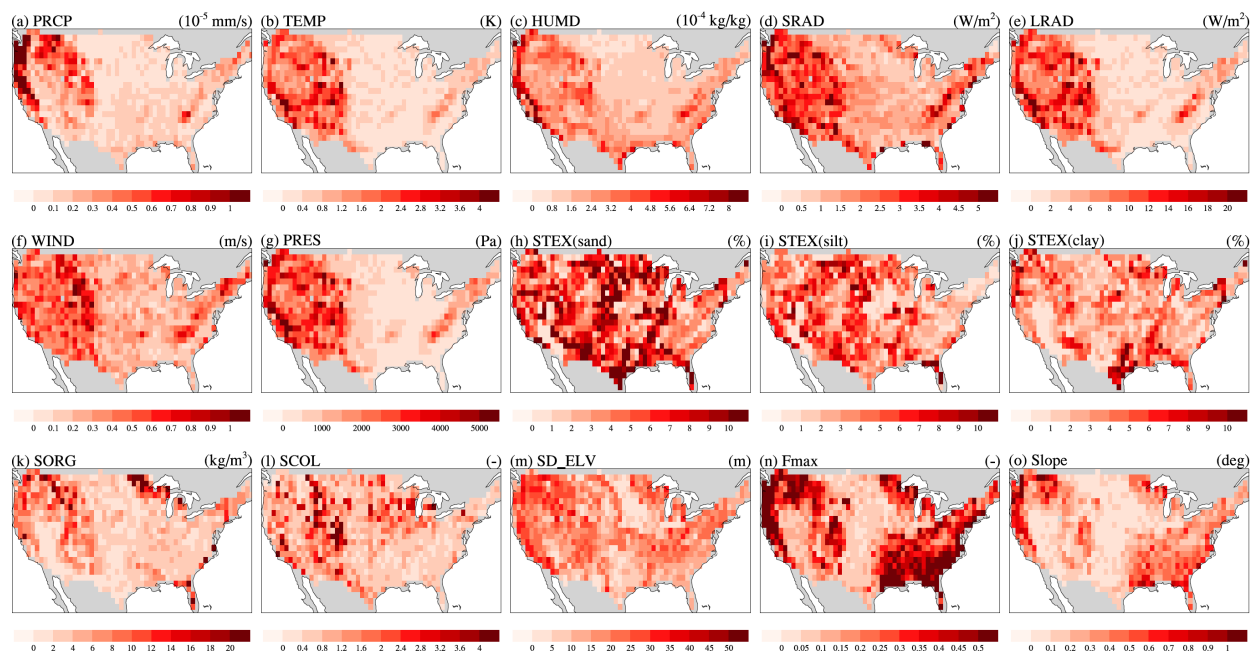 (a) PRCP (10⁻⁵ mm/s) (b) TEMP (K) (c) HUMD (10⁻⁴ kg/kg) (d) SRAD (W/m²) (e) LRAD (W/m²)
0 0.1 0.2 0.3 0.4 0.5 0.6 0.7 0.8 0.9 1 0 0.4 0.8 1.2 1.6 2 2.4 2.8 3.2 3.6 4 0 0.8 1.6 2.4 3.2 4 4.8 5.6 6.4 7.2 8 0 0.5 1 1.5 2 2.5 3 3.5 4 4.5 5 0 2 4 6 8 10 12 14 16 18 20
(f) WIND (m/s) (g) PRES (Pa) (h) STEX(sand) (%) (i) STEX(silt) (%) (j) STEX(clay) (%)
0 0.1 0.2 0.3 0.4 0.5 0.6 0.7 0.8 0.9 1 0 1000 2000 3000 4000 5000 0 1 2 3 4 5 6 7 8 9 10 0 1 2 3 4 5 6 7 8 9 10 0 1 2 3 4 5 6 7 8 9 10
(k) SORG (kg/m³) (l) SCOL (-) (m) SD_ELV (m) (n) Fmax (-) (o) Slope (deg)
0 2 4 6 8 10 12 14 16 18 20 0 0.4 0.8 1.2 1.6 2 2.4 2.8 3.2 3.6 4 0 5 10 15 20 25 30 35 40 45 50 0 0.05 0.1 0.15 0.2 0.25 0.3 0.35 0.4 0.45 0.5 0 0.1 0.2 0.3 0.4 0.5 0.6 0.7 0.8 0.9 1